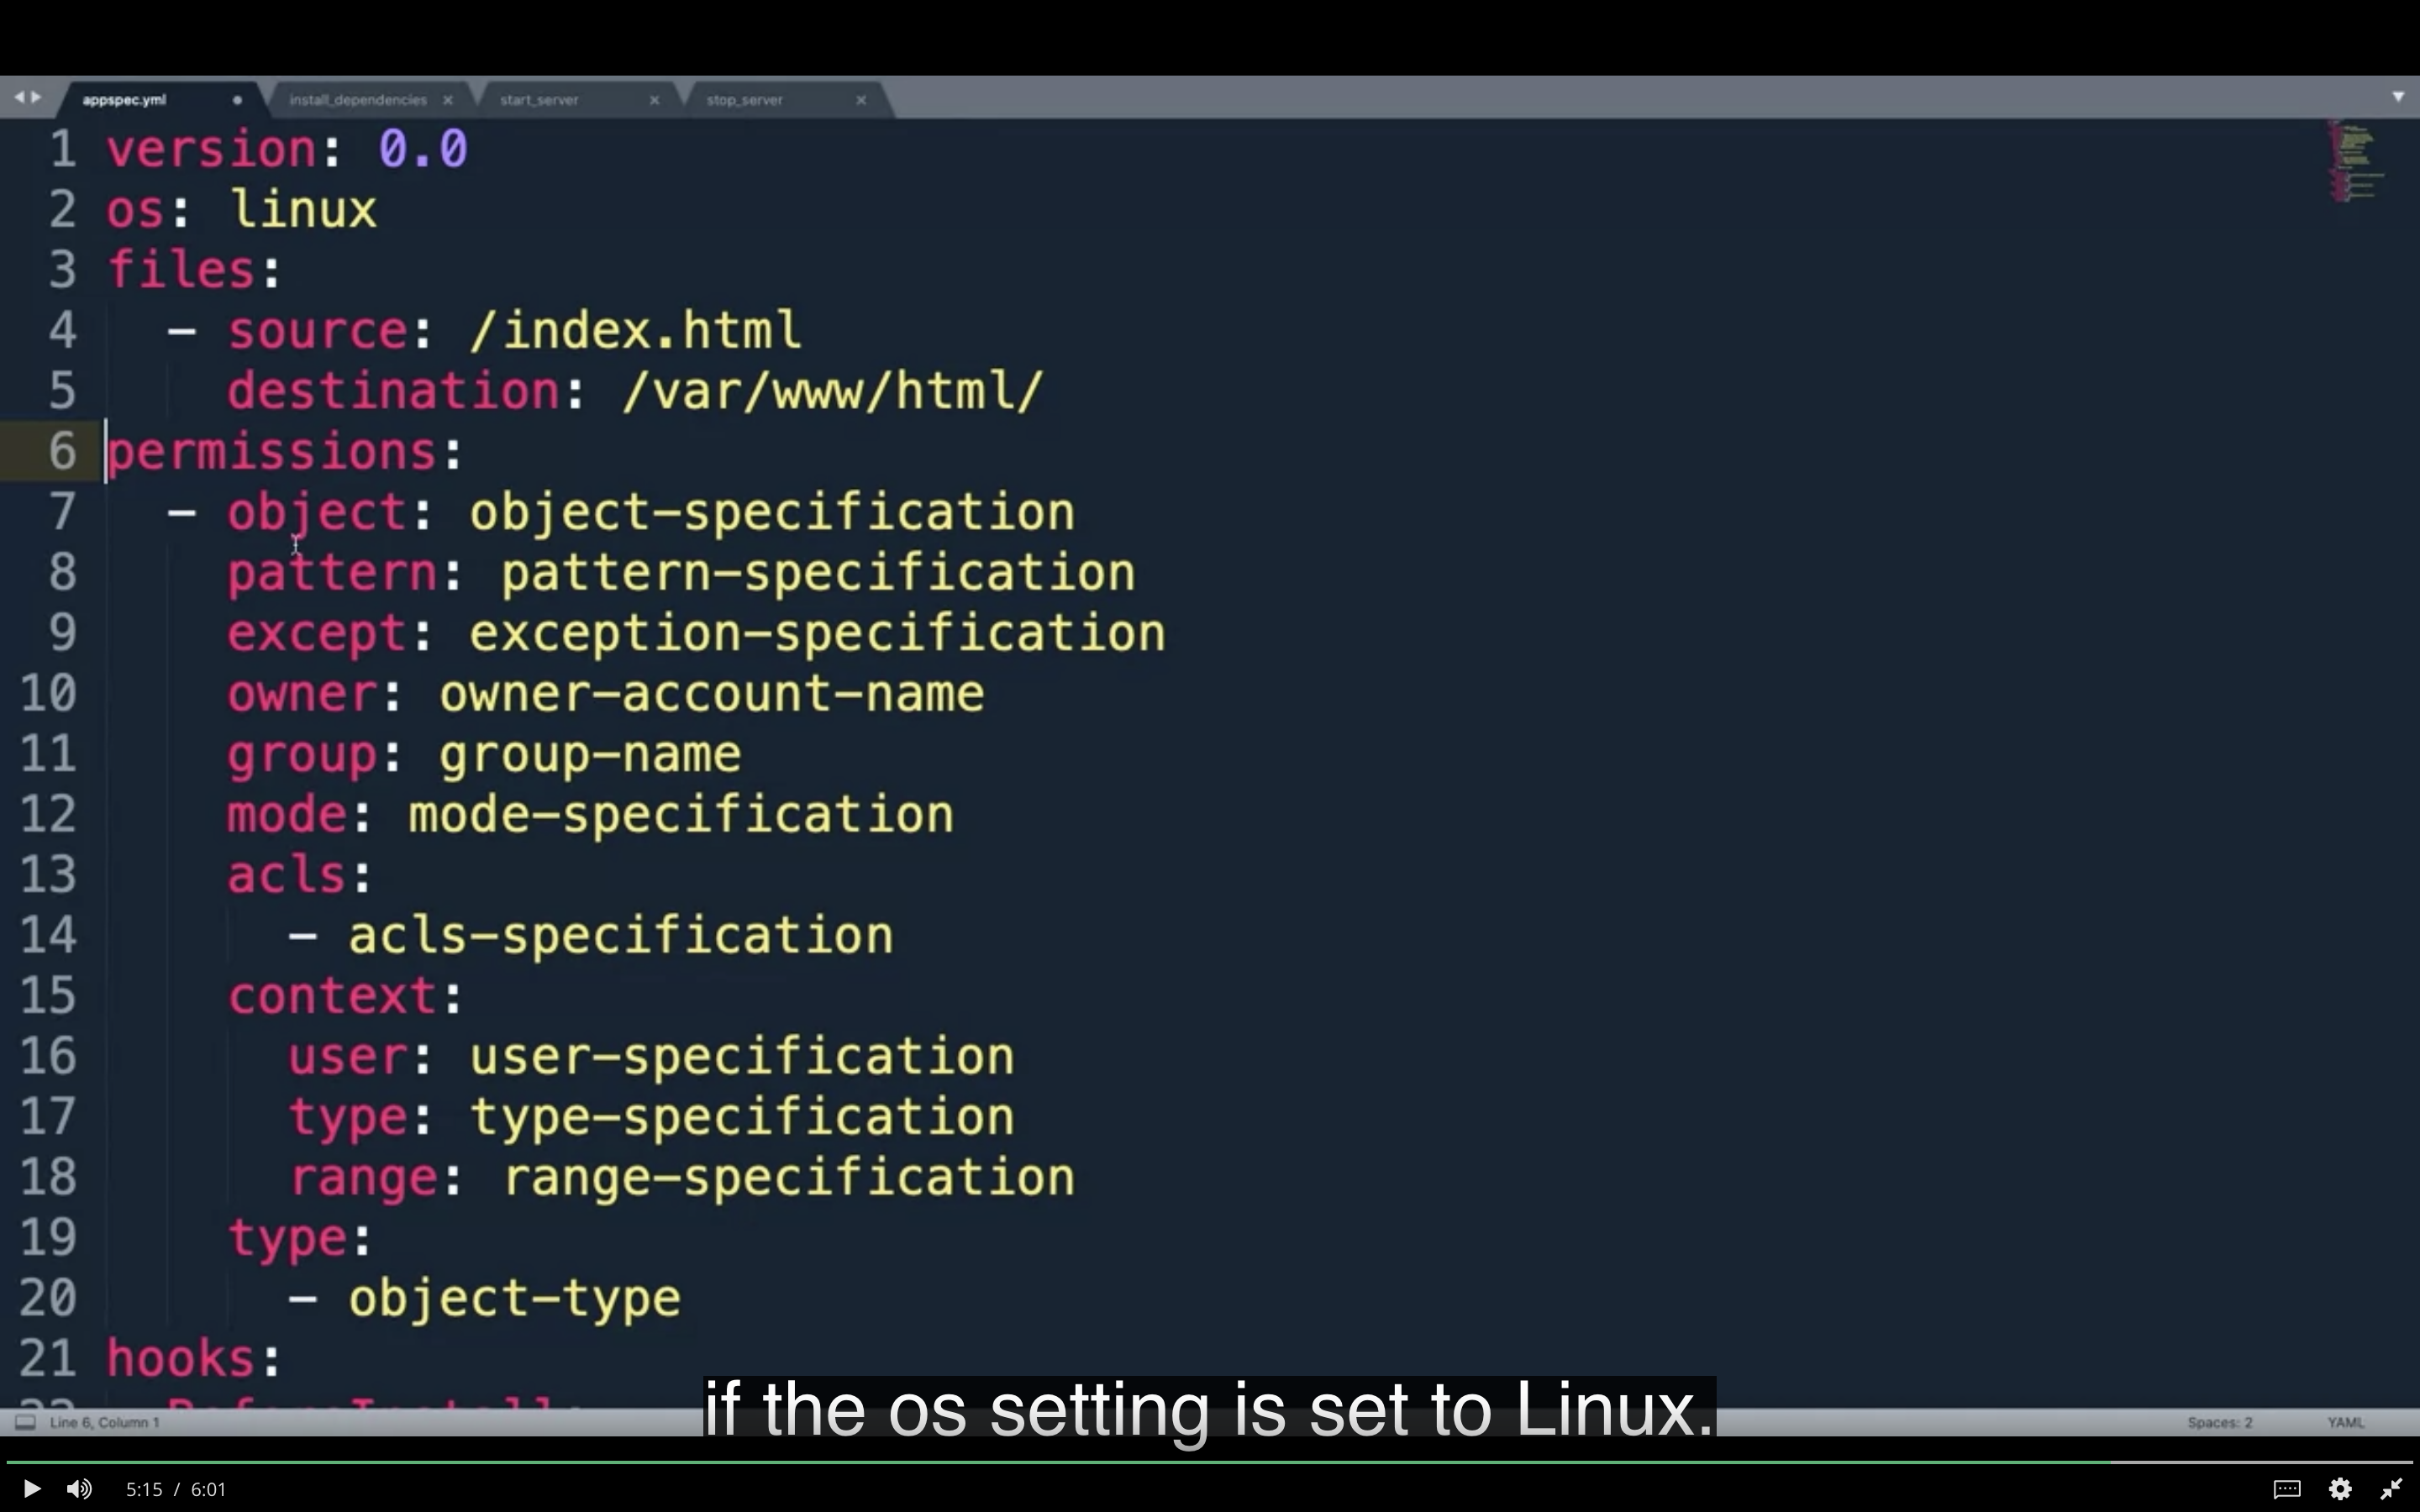 appspec.yml install_dependencies start_server stop_server
1 version: 0.0
2 os: linux
3 files:
4 - source: /index.html
5 destination: /var/www/html/
6 permissions:
7 - object: object-specification
8 pattern: pattern-specification
9 except: exception-specification
10 owner: owner-account-name
11 group: group-name
12 mode: mode-specification
13 acls:
14 - acls-specification
15 context:
16 user: user-specification
17 type: type-specification
18 range: range-specification
19 type:
20 - object-type
21 hooks:
if the os setting is set to Linux.
Line 6, Column 1 Spaces: 2 YAML
5:15 / 6:01